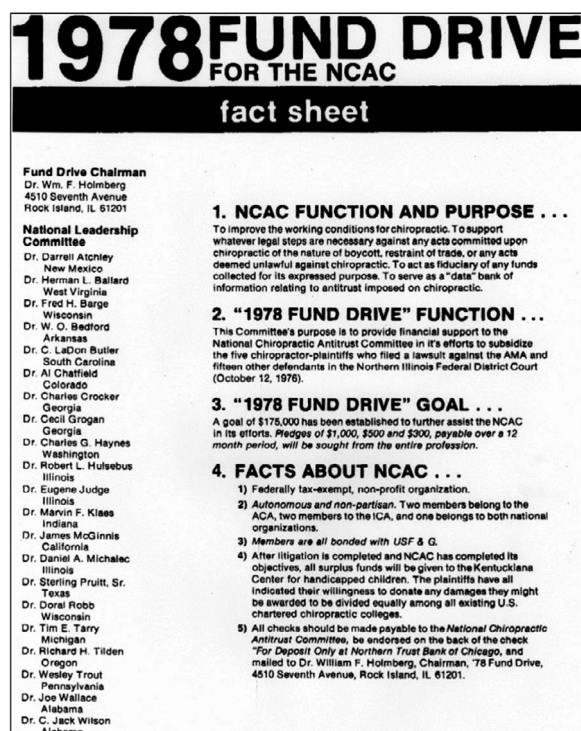 1978 FUND DRIVE
FOR THE NCAC
fact sheet
Fund Drive Chairman
Dr. Wm. F. Holmberg
4510 Seventh Avenue
Rock Island, IL 61201
National Leadership
Committee
Dr. Darrell Atchley
New Mexico
Dr. Herman L. Ballard
West Virginia
Dr. Fred H. Barge
Wisconsin
Dr. W. O. Bedford
Arkansas
Dr. C. LaDon Butler
South Carolina
Dr. Al Chatfield
Colorado
Dr. Charles Crocker
Georgia
Dr. Cecil Grogan
Georgia
Dr. Charles G. Haynes
Washington
Dr. Robert L. Hulsebus
Illinois
Dr. Eugene Judge
Illinois
Dr. Marvin F. Klaes
Indiana
Dr. James McGinnis
California
Dr. Daniel A. Michalec
Illinois
Dr. Sterling Pruitt, Sr.
Texas
Dr. Doral Robb
Wisconsin
Dr. Tim E. Tarry
Michigan
Dr. Richard H. Tilden
Oregon
Dr. Wesley Trout
Pennsylvania
Dr. Joe Wallace
Alabama
Dr. C. Jack Wilson
Alabama
1. NCAC FUNCTION AND PURPOSE . . .
To improve the working conditions for chiropractic. To support
whatever legal steps are necessary against any acts committed upon
chiropractic of the nature of boycott, restraint of trade, or any acts
deemed unlawful against chiropractic. To act as fiduciary of any funds
collected for its expressed purpose. To serve as a "data" bank of
information relating to antitrust imposed on chiropractic.
2. "1978 FUND DRIVE" FUNCTION . . .
This Committee's purpose is to provide financial support to the
National Chiropractic Antitrust Committee in it's efforts to subsidize
the five chiropractor-plaintiffs who filed a lawsuit against the AMA and
fifteen other defendants in the Northern Illinois Federal District Court
(October 12, 1976).
3. "1978 FUND DRIVE" GOAL . . .
A goal of $175,000 has been established to further assist the NCAC
in its efforts. Pledges of $1,000, $500 and $300, payable over a 12
month period, will be sought from the entire profession.
4. FACTS ABOUT NCAC . . .
1) Federally tax-exempt, non-profit organization.
2) Autonomous and non-partisan. Two members belong to the
ACA, two members to the ICA, and one belongs to both national
organizations.
3) Members are all bonded with USF & G.
4) After litigation is completed and NCAC has completed its
objectives, all surplus funds will be given to the Kentuckiana
Center for handicapped children. The plaintiffs have all
indicated their willingness to donate any damages they might
be awarded to be divided equally among all existing U.S.
chartered chiropractic colleges.
5) All checks should be made payable to the National Chiropractic
Antitrust Committee, be endorsed on the back of the check
"For Deposit Only at Northern Trust Bank of Chicago, and
mailed to Dr. William F. Holmberg, Chairman, '78 Fund Drive,
4510 Seventh Avenue, Rock Island, IL 61201.